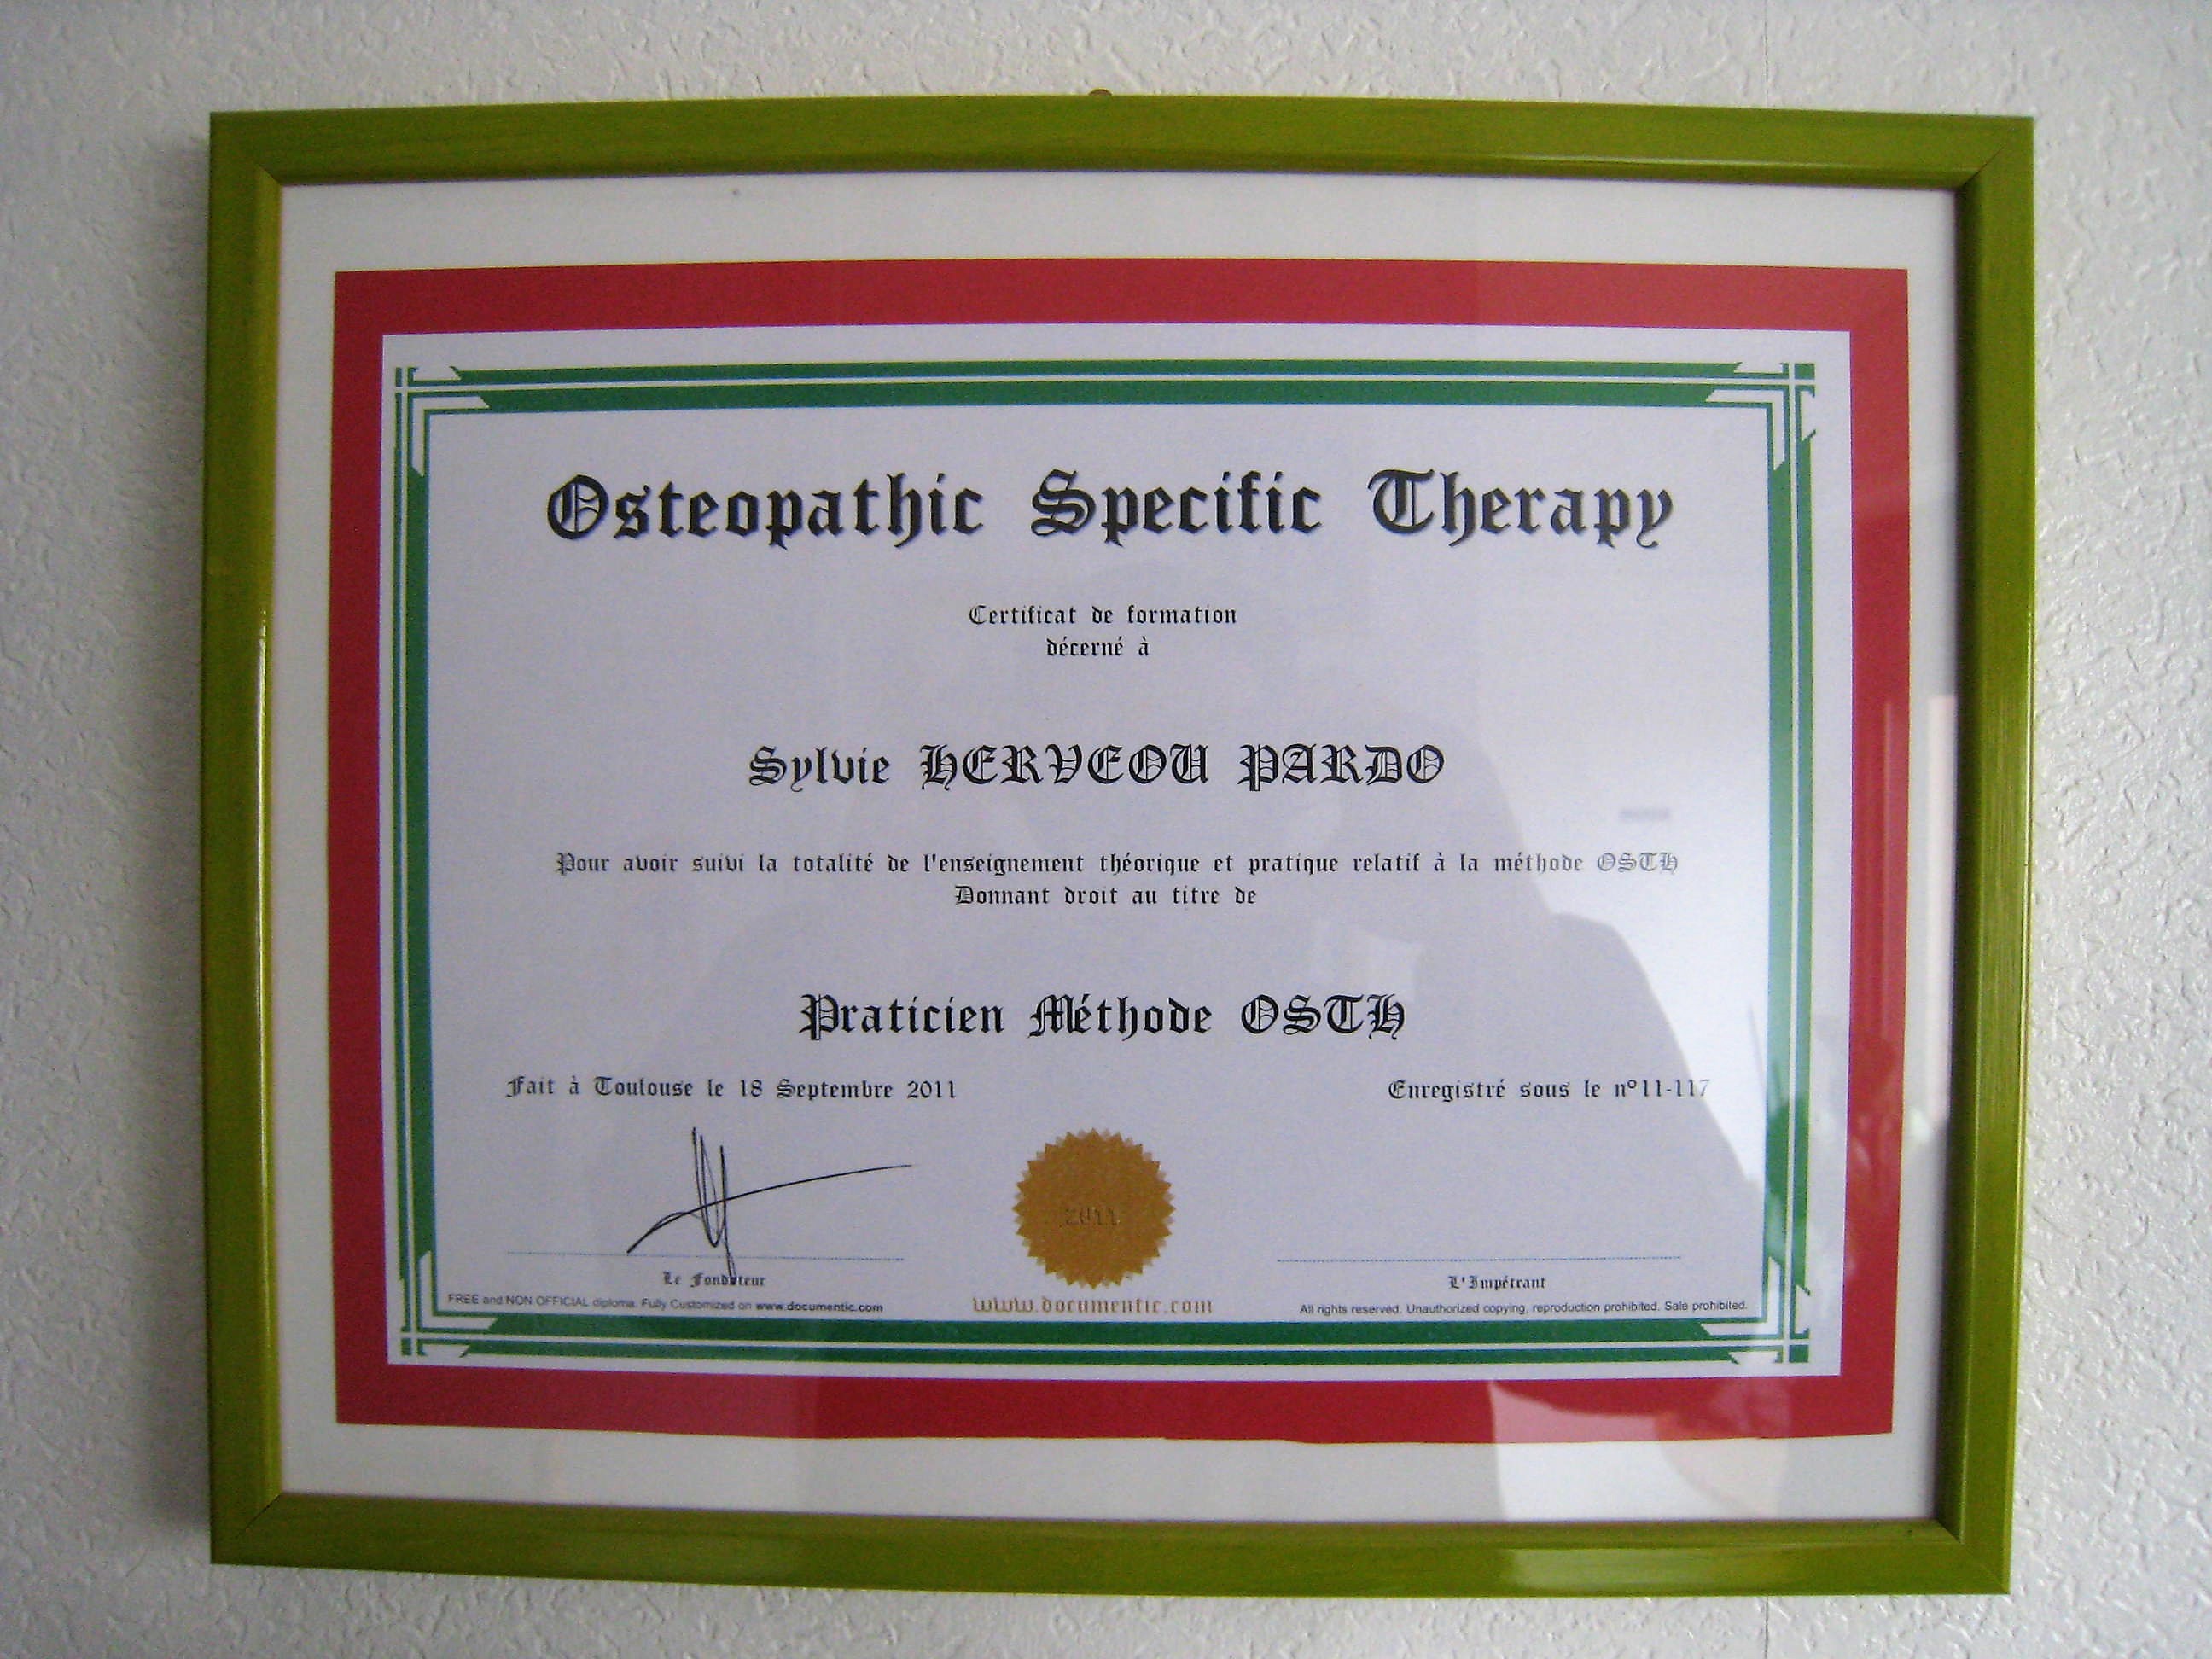 Osteopathic Specific Therapy
Certificat de formation
décerné à
Sylvie HERVEOU PARDO
Pour avoir suivi la totalité de l'enseignement théorique et pratique relatif à la méthode OSTH
Donnant droit au titre de
Praticien Méthode OSTH
Fait à Toulouse le 18 Septembre 2011
Enregistré sous le n°11-117
2011
Le Fondateur
L'Impétrant
FREE and NON OFFICIAL diploma. Fully Customized on www.documentic.com
www.documentic.com
All rights reserved. Unauthorized copying, reproduction prohibited. Sale prohibited.